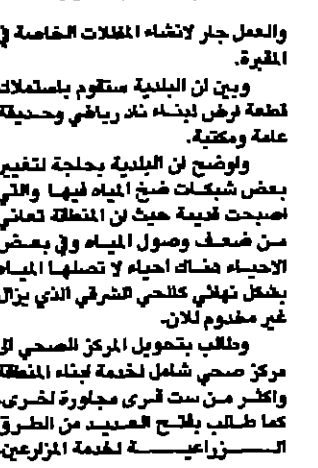 والعمل جار لانشاء المظلات الخاصة في
المقبرة.
وبين ان البلدية ستقوم باستملاك
قطعة ارض لبناء ناد رياضي وحديقة
عامة ومكتبة.
واوضح ان البلدية بحاجة لتغيير
بعض شبكات ضخ المياه فيها والتي
اصبحت قديمة حيث ان المنطقة تعاني
من ضعف وصول المياه وفي بعض
الاحياء هناك احياء لا تصلها المياه
بشكل نهائي كالحي الشرقي الذي يزال
غير مخدوم للان.
وطالب بتحويل المركز الصحي الى
مركز صحي شامل لخدمة ابناء المنطقة
واكثر من ست قرى مجاورة اخرى.
كما طالب بفتح العديد من الطرق
الزراعية لخدمة المزارعين.